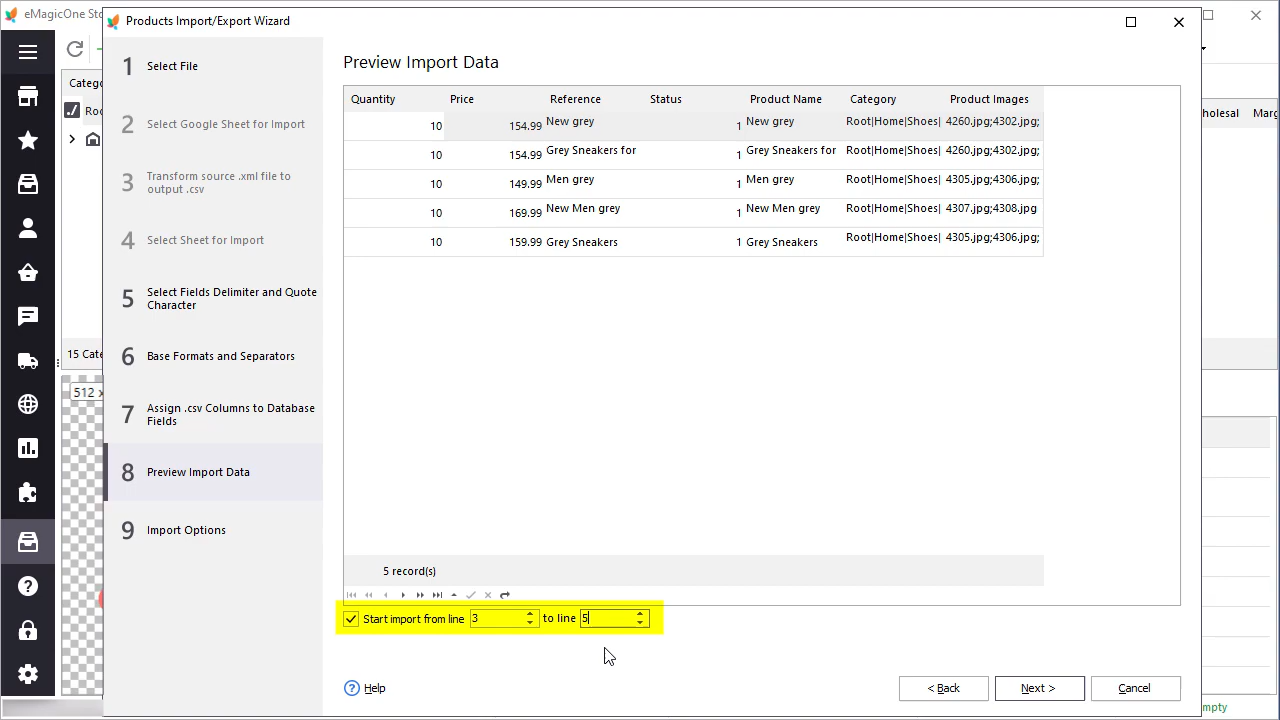 eMagicOne Sto
Products Import/Export Wizard
Categ
Roo
15 Cate
512 x
1 Select File
2 Select Google Sheet for Import
3 Transform source .xml file to
output .csv
4 Select Sheet for Import
5 Select Fields Delimiter and Quote
Character
6 Base Formats and Separators
7 Assign .csv Columns to Database
Fields
8 Preview Import Data
9 Import Options
Preview Import Data
Quantity Price Reference Status Product Name Category Product Images
10 154.99 New grey 1 New grey Root|Home|Shoes| 4260.jpg;4302.jpg;
10 154.99 Grey Sneakers for 1 Grey Sneakers for Root|Home|Shoes| 4260.jpg;4302.jpg;
10 149.99 Men grey 1 Men grey Root|Home|Shoes| 4305.jpg;4306.jpg;
10 169.99 New Men grey 1 New Men grey Root|Home|Shoes| 4307.jpg;4308.jpg
10 159.99 Grey Sneakers 1 Grey Sneakers Root|Home|Shoes| 4305.jpg;4306.jpg;
5 record(s)
Start import from line 3 to line 5
Help
< Back Next > Cancel
holesal Marg
mpty